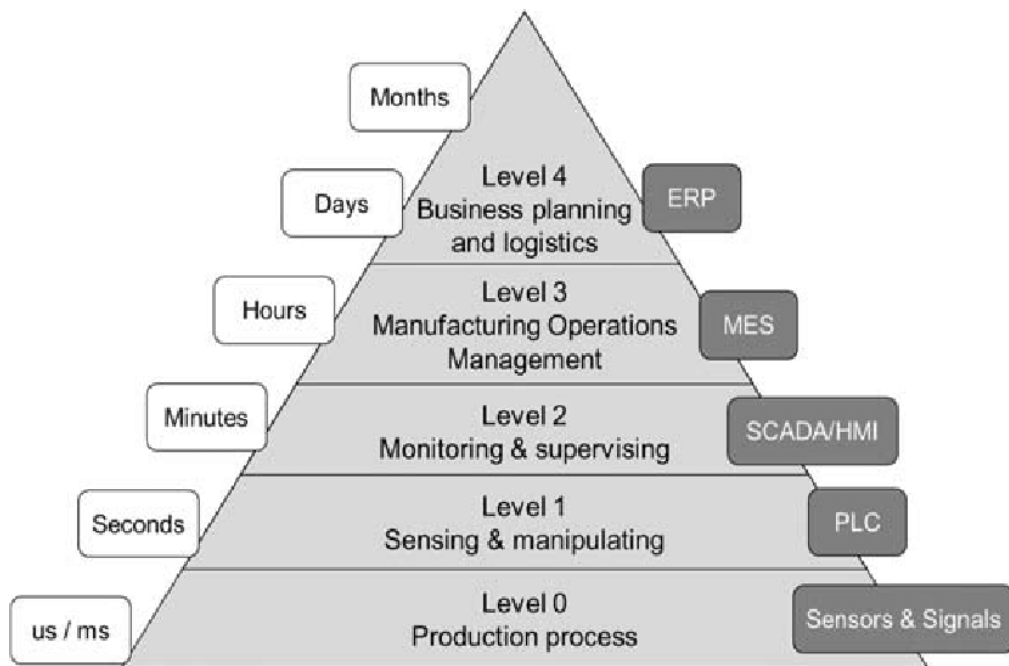 Months
Level 4
Days
Business planning
ERP
and logistics
Level 3
Hours
Manufacturing Operations
MES
Management
Minutes
Level 2
SCADA/HMI
Monitoring & supervising
Seconds
Level 1
PLC
Sensing & manipulating
us / ms
Level 0
Sensors & Signals
Production process